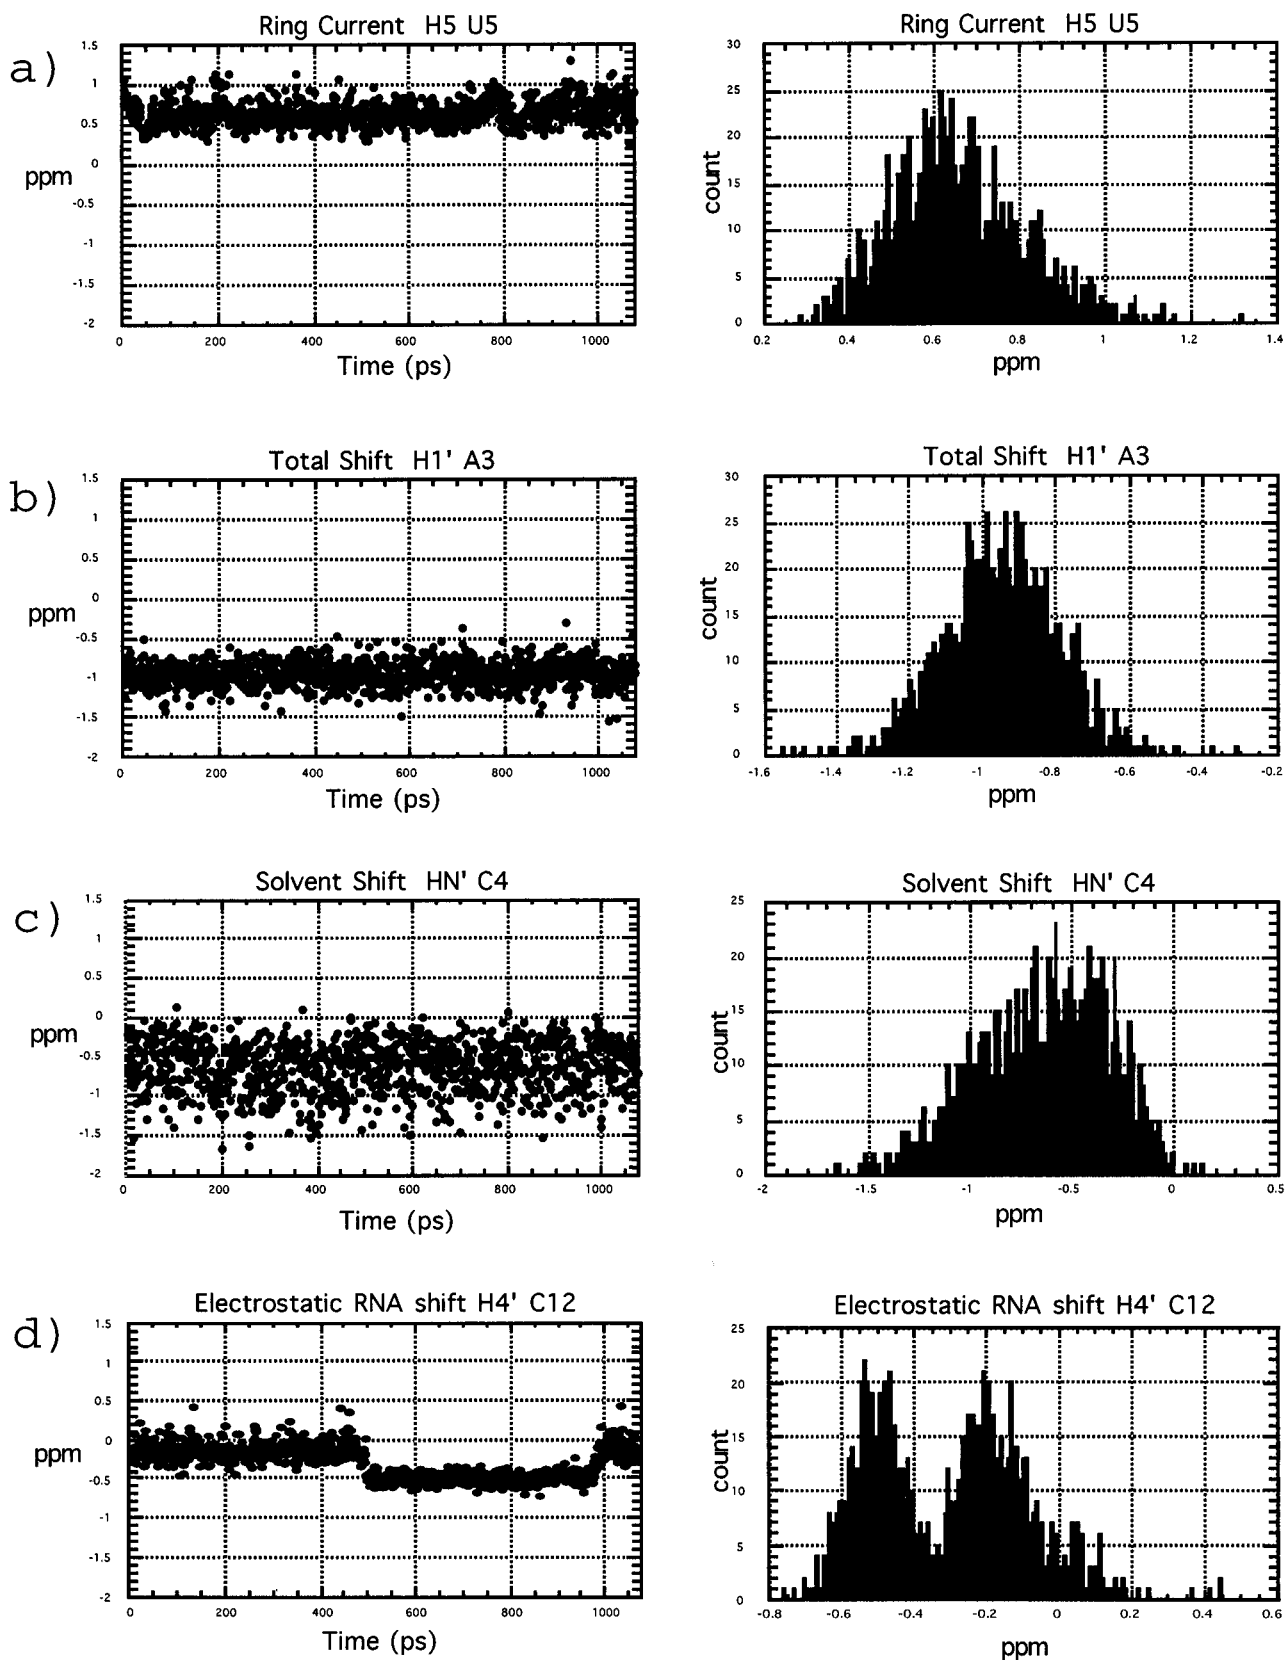 a)
Ring Current H5 U5
1.5
1
0.5
0
-0.5
-1
-1.5
-2
ppm
0 200 400 600 800 1000
Time (ps)
Ring Current H5 U5
30
25
20
15
10
5
0
count
0.2 0.4 0.6 0.8 1 1.2 1.4
ppm
b)
Total Shift H1' A3
1.5
1
0.5
0
-0.5
-1
-1.5
-2
ppm
0 200 400 600 800 1000
Time (ps)
Total Shift H1' A3
30
25
20
15
10
5
0
count
-1.6 -1.4 -1.2 -1 -0.8 -0.6 -0.4 -0.2
ppm
c)
Solvent Shift HN' C4
1.5
1
0.5
0
-0.5
-1
-1.5
-2
ppm
0 200 400 600 800 1000
Time (ps)
Solvent Shift HN' C4
25
20
15
10
5
0
count
-2 -1.5 -1 -0.5 0 0.5
ppm
d)
Electrostatic RNA shift H4' C12
1.5
1
0.5
0
-0.5
-1
-1.5
-2
ppm
0 200 400 600 800 1000
Time (ps)
Electrostatic RNA shift H4' C12
25
20
15
10
5
0
count
-0.8 -0.6 -0.4 -0.2 0 0.2 0.4 0.6
ppm